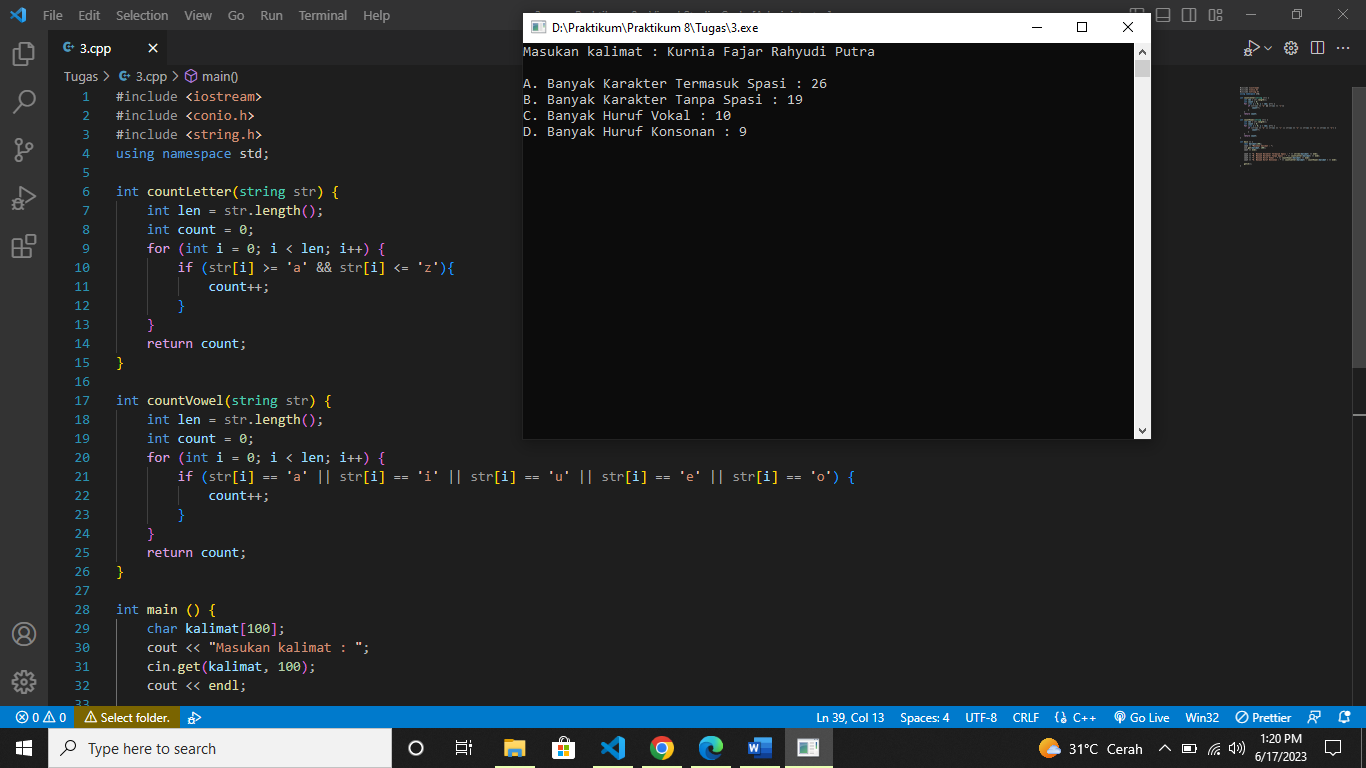 File Edit Selection View Go Run Terminal Help
D:\Praktikum\Praktikum 8\Tugas\3.exe
Masukan kalimat : Kurnia Fajar Rahyudi Putra
A. Banyak Karakter Termasuk Spasi : 26
B. Banyak Karakter Tanpa Spasi : 19
C. Banyak Huruf Vokal : 10
D. Banyak Huruf Konsonan : 9
3.cpp
Tugas > 3.cpp > main()
1 #include <iostream>
2 #include <conio.h>
3 #include <string.h>
4 using namespace std;
5
6 int countLetter(string str) {
7 int len = str.length();
8 int count = 0;
9 for (int i = 0; i < len; i++) {
10 if (str[i] >= 'a' && str[i] <= 'z'){
11 count++;
12 }
13 }
14 return count;
15 }
16
17 int countVowel(string str) {
18 int len = str.length();
19 int count = 0;
20 for (int i = 0; i < len; i++) {
21 if (str[i] == 'a' || str[i] == 'i' || str[i] == 'u' || str[i] == 'e' || str[i] == 'o') {
22 count++;
23 }
24 }
25 return count;
26 }
27
28 int main () {
29 char kalimat[100];
30 cout << "Masukan kalimat : ";
31 cin.get(kalimat, 100);
32 cout << endl;
33
0 0 Select folder. Ln 39, Col 13 Spaces: 4 UTF-8 CRLF {} C++ Go Live Win32 Prettier
Type here to search 31°C Cerah 1:20 PM
6/17/2023